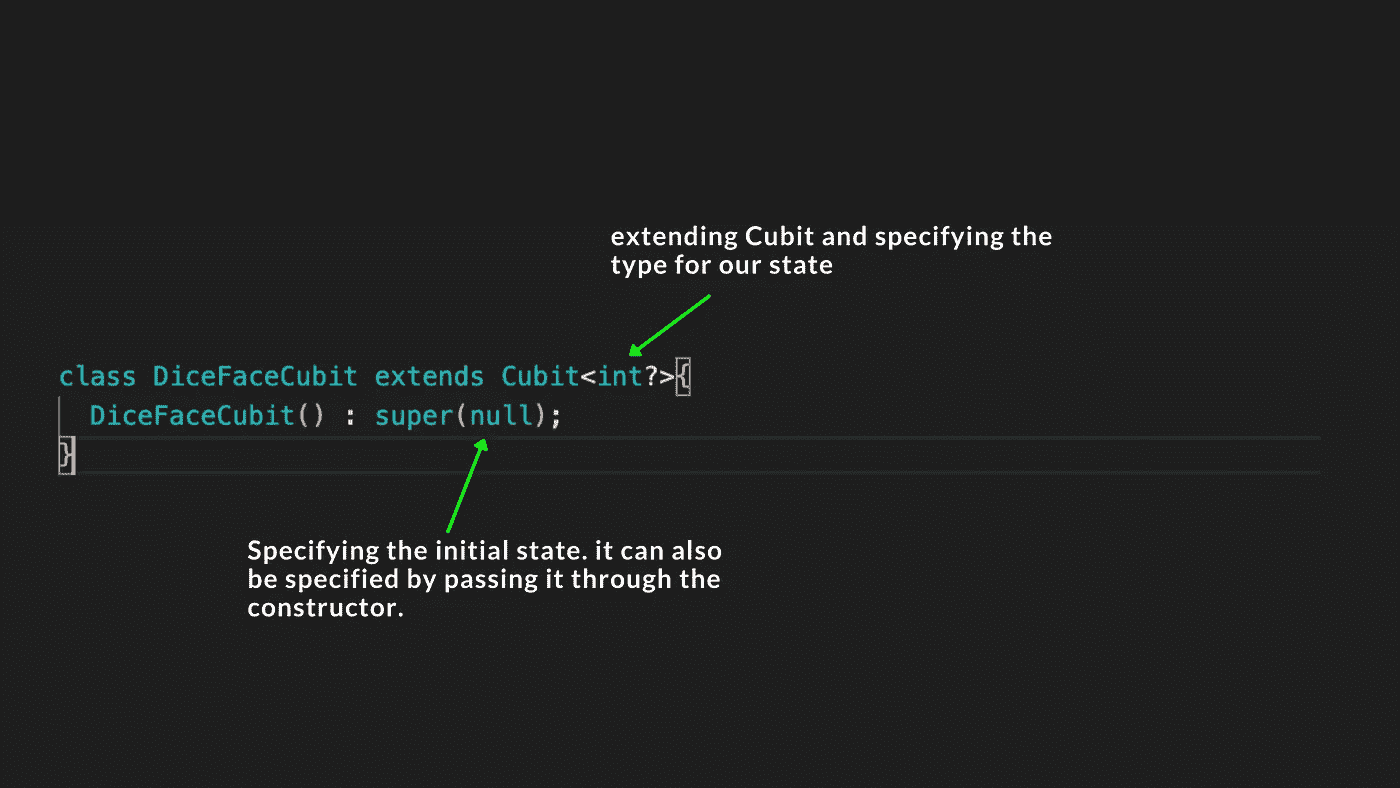 extending Cubit and specifying the
type for our state
class DiceFaceCubit extends Cubit<int?>{
DiceFaceCubit() : super(null);
}
Specifying the initial state. it can also
be specified by passing it through the
constructor.